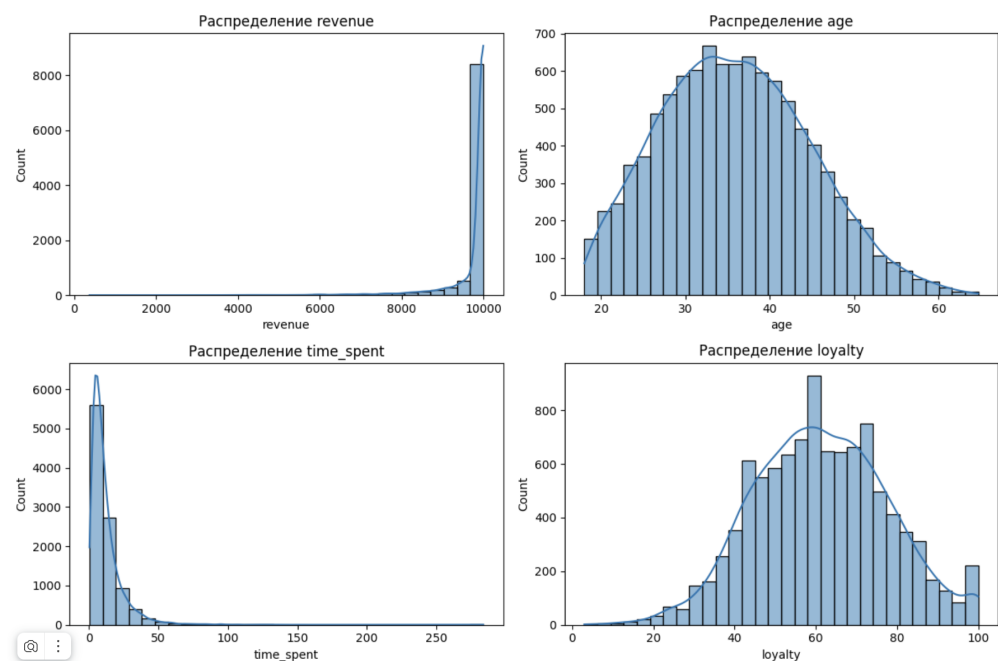 Распределение revenue
Count
8000
6000
4000
2000
0
0 2000 4000 6000 8000 10000
revenue
Распределение age
Count
700
600
500
400
300
200
100
0
20 30 40 50 60
age
Распределение time_spent
Count
6000
5000
4000
3000
2000
1000
0
0 50 100 150 200 250
time_spent
Распределение loyalty
Count
800
600
400
200
0
0 20 40 60 80 100
loyalty